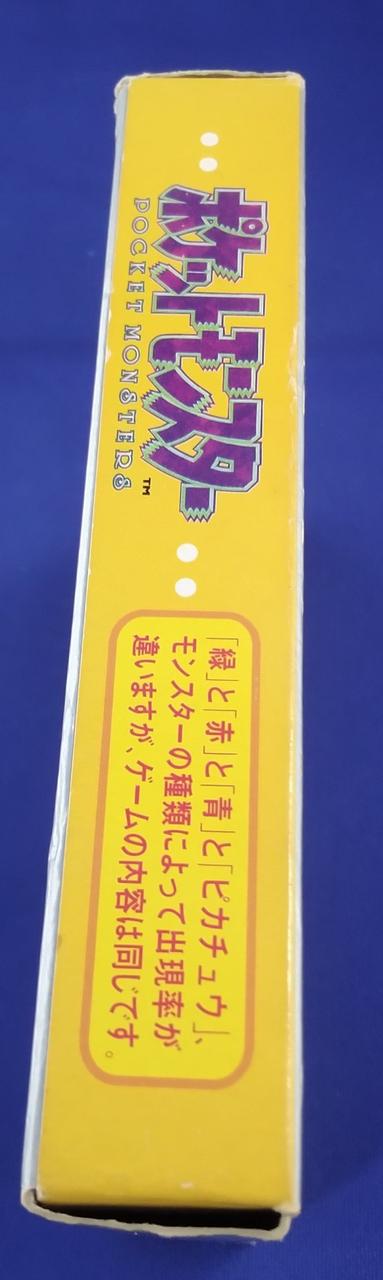 ポケットモンスター
POCKET MONSTERS
TM
「緑」と「赤」と「青」と「ピカチュウ」、
モンスターの種類によって出現率が
違いますが、ゲームの内容は同じです。